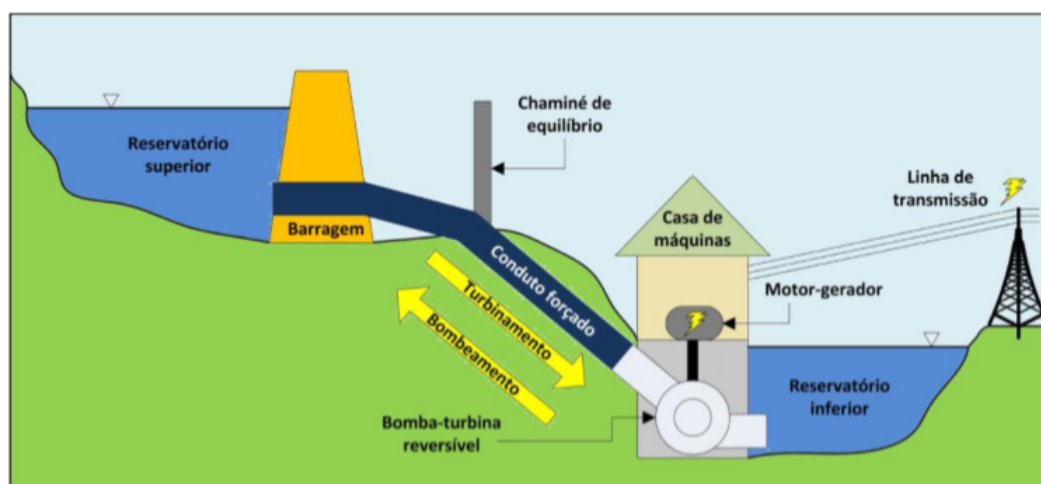 Reservatório
superior
Barragem
Chaminé de
equilíbrio
Conduto forçado
Turbinamento
Bombeamento
Bomba-turbina
reversível
Casa de
máquinas
Motor-gerador
Linha de
transmissão
Reservatório
inferior